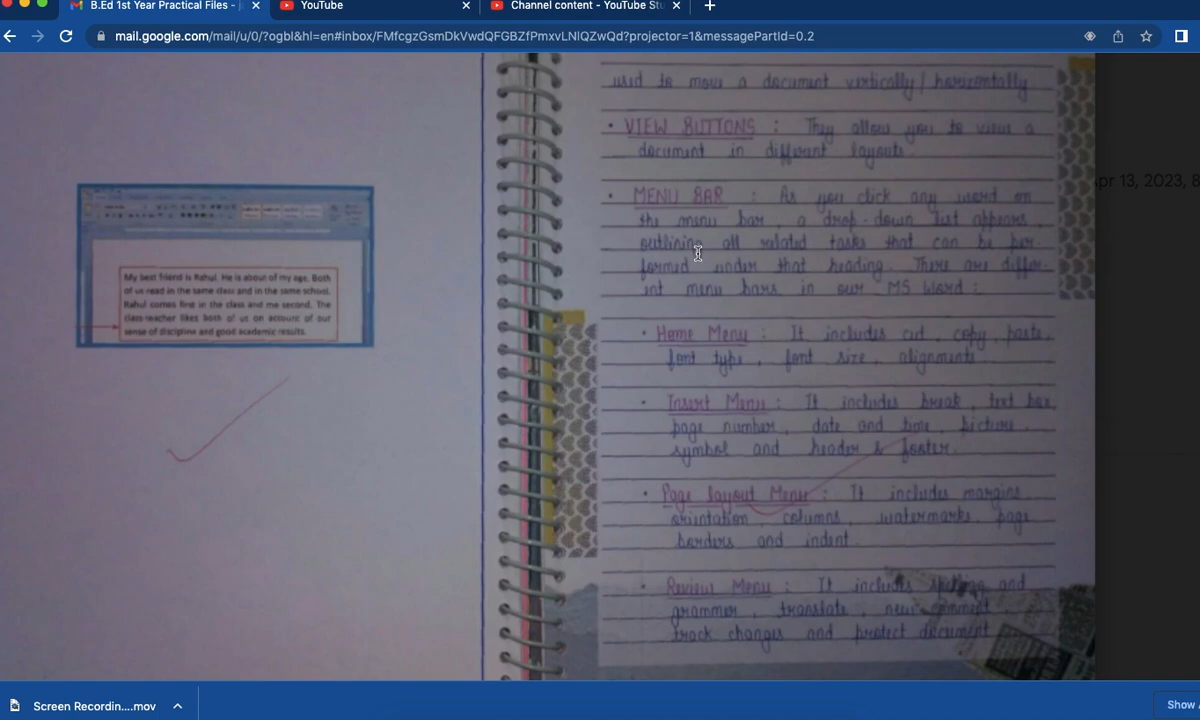 B.Ed 1st Year Practical Files -
YouTube
Channel content - YouTube Stu
mail.google.com/mail/u/0/?ogbl&hl=en#inbox/FMfcgzGsmDkVwdQFGBZfPmxvLNlQZwQd?projector=1&messagePartId=0.2
My best friend is Rahul. He is about of my age. Both
of us read in the same class and in the same school.
Rahul comes first in the class and me second. The
class-teacher likes both of us on account of our
sense of discipline and good academic results.
used to move a document vertically/horizontally
• VIEW BUTTONS : They allow you to view a
document in different layouts.
• MENU BAR : As you click any word on
the menu bar, a drop-down list appears,
outlining all related tasks that can be per-
formed under that heading. There are differ-
ent menu bars in our MS Word :
• Home Menu : It includes cut, copy, paste,
font type, font size, alignments
• Insert Menu : It includes break, text box,
page number, date and time, picture,
symbol and header & footer.
• Page layout Menu : It includes margins,
orientation, columns, watermarks, page
borders and indent
• Review Menu : It includes spelling and
grammer, translate, new comment,
track changes and protect document
Apr 13, 2023, 8
Screen Recordin....mov
Show